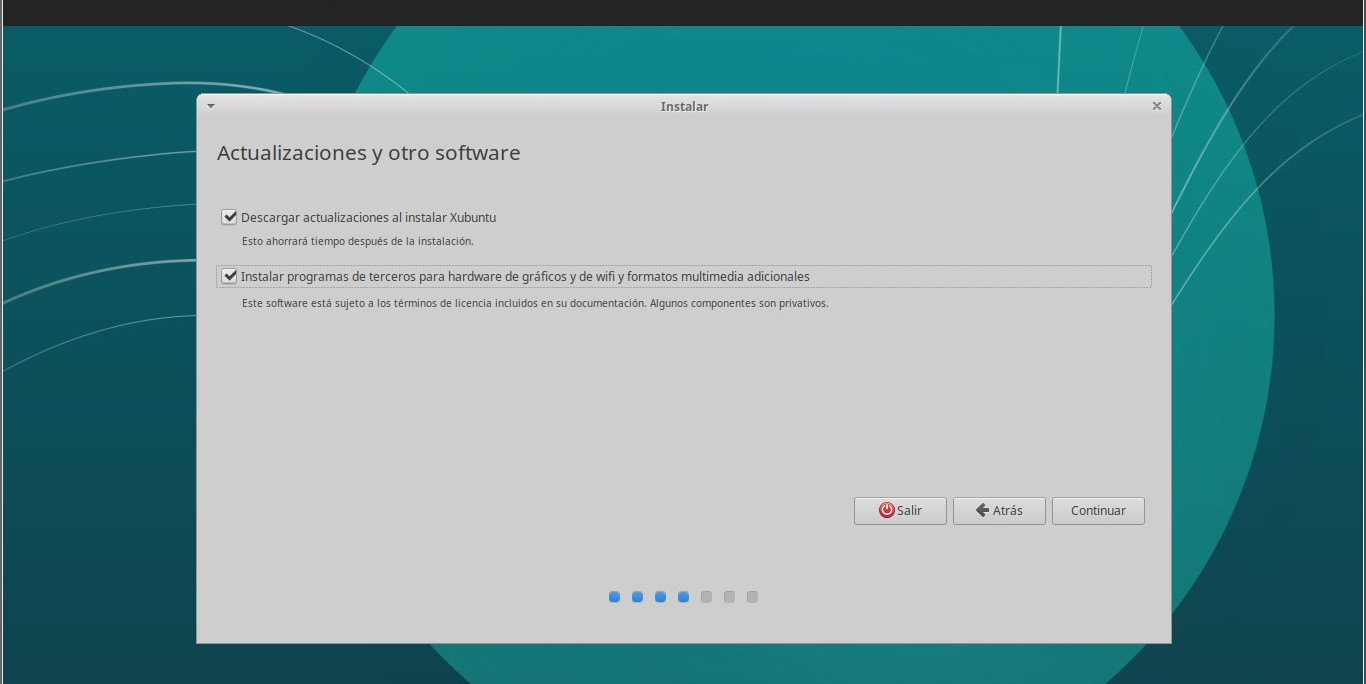 Instalar
Actualizaciones y otro software
Descargar actualizaciones al instalar Xubuntu
Esto ahorrará tiempo después de la instalación.
Instalar programas de terceros para hardware de gráficos y de wifi y formatos multimedia adicionales
Este software está sujeto a los términos de licencia incluidos en su documentación. Algunos componentes son privativos.
Salir
Atrás
Continuar